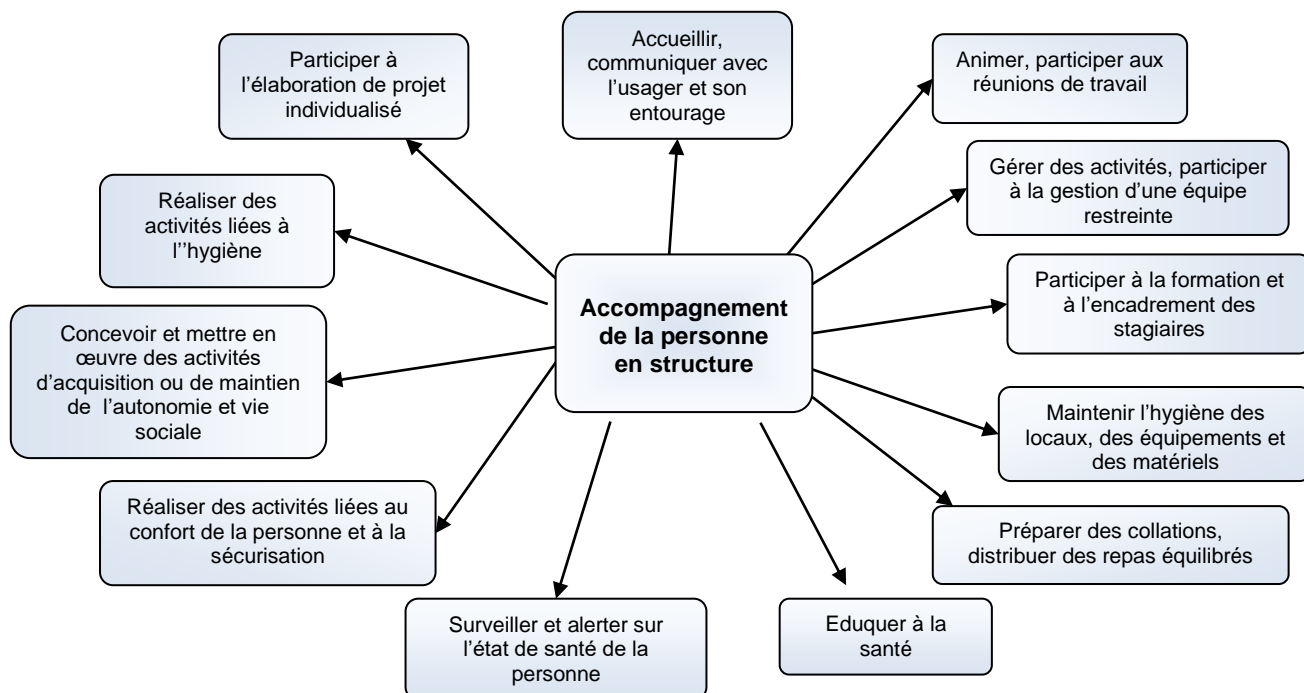 Participer à
l’élaboration de projet
individualisé
Accueillir,
communiquer avec
l’usager et son
entourage
Animer, participer aux
réunions de travail
Réaliser des
activités liées à
l’’hygiène
Gérer des activités, participer
à la gestion d’une équipe
restreinte
Accompagnement
de la personne
en structure
Participer à la formation et
à l’encadrement des
stagiaires
Concevoir et mettre en
œuvre des activités
d’acquisition ou de maintien
de l’autonomie et vie
sociale
Maintenir l’hygiène des
locaux, des équipements et
des matériels
Réaliser des activités liées au
confort de la personne et à la
sécurisation
Préparer des collations,
distribuer des repas équilibrés
Surveiller et alerter sur
l’état de santé de la
personne
Eduquer à la
santé